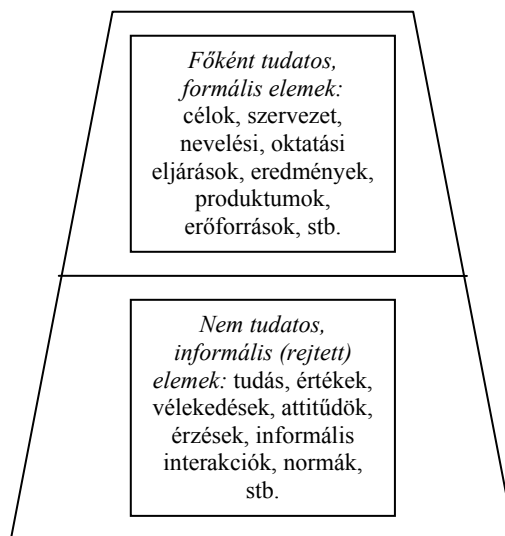 Főként tudatos,
formális elemek:
célok, szervezet,
nevelési, oktatási
eljárások, eredmények,
produktumok,
erőforrások, stb.
Nem tudatos,
informális (rejtett)
elemek: tudás, értékek,
vélekedések, attitűdök,
érzések, informális
interakciók, normák,
stb.